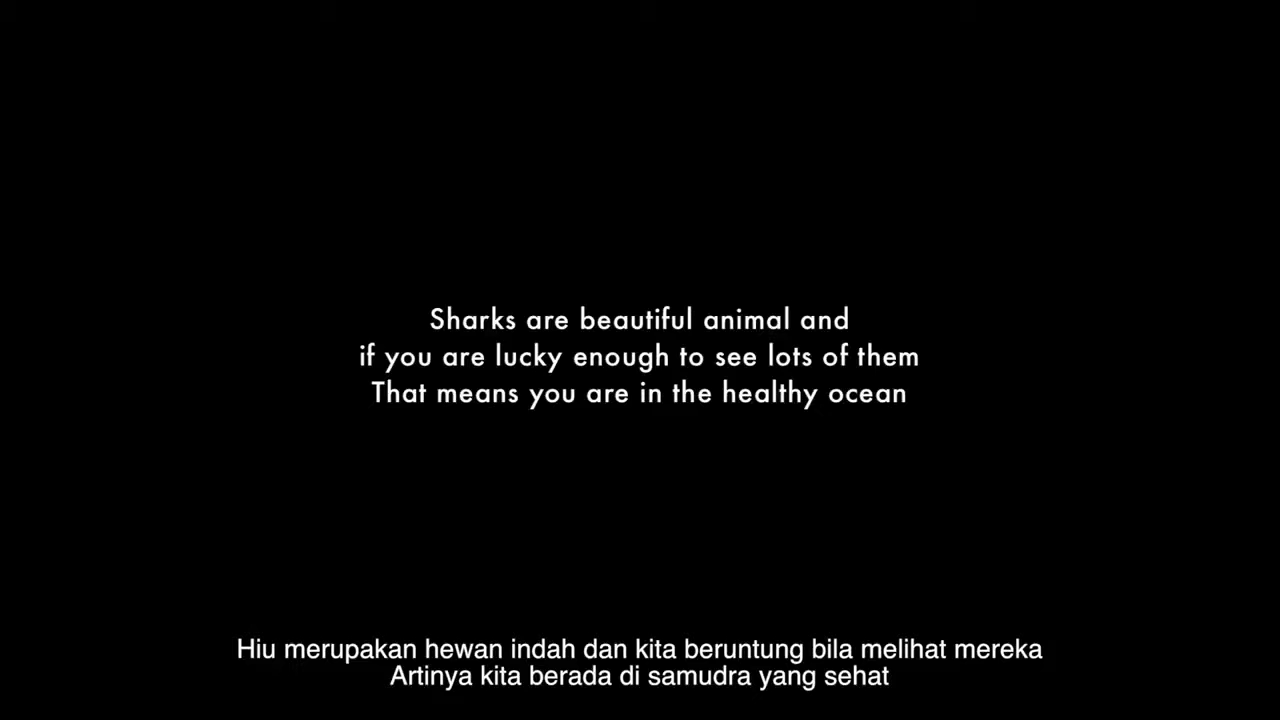 Sharks are beautiful animal and
if you are lucky enough to see lots of them
That means you are in the healthy ocean
Hiu merupakan hewan indah dan kita beruntung bila melihat mereka
Artinya kita berada di samudra yang sehat